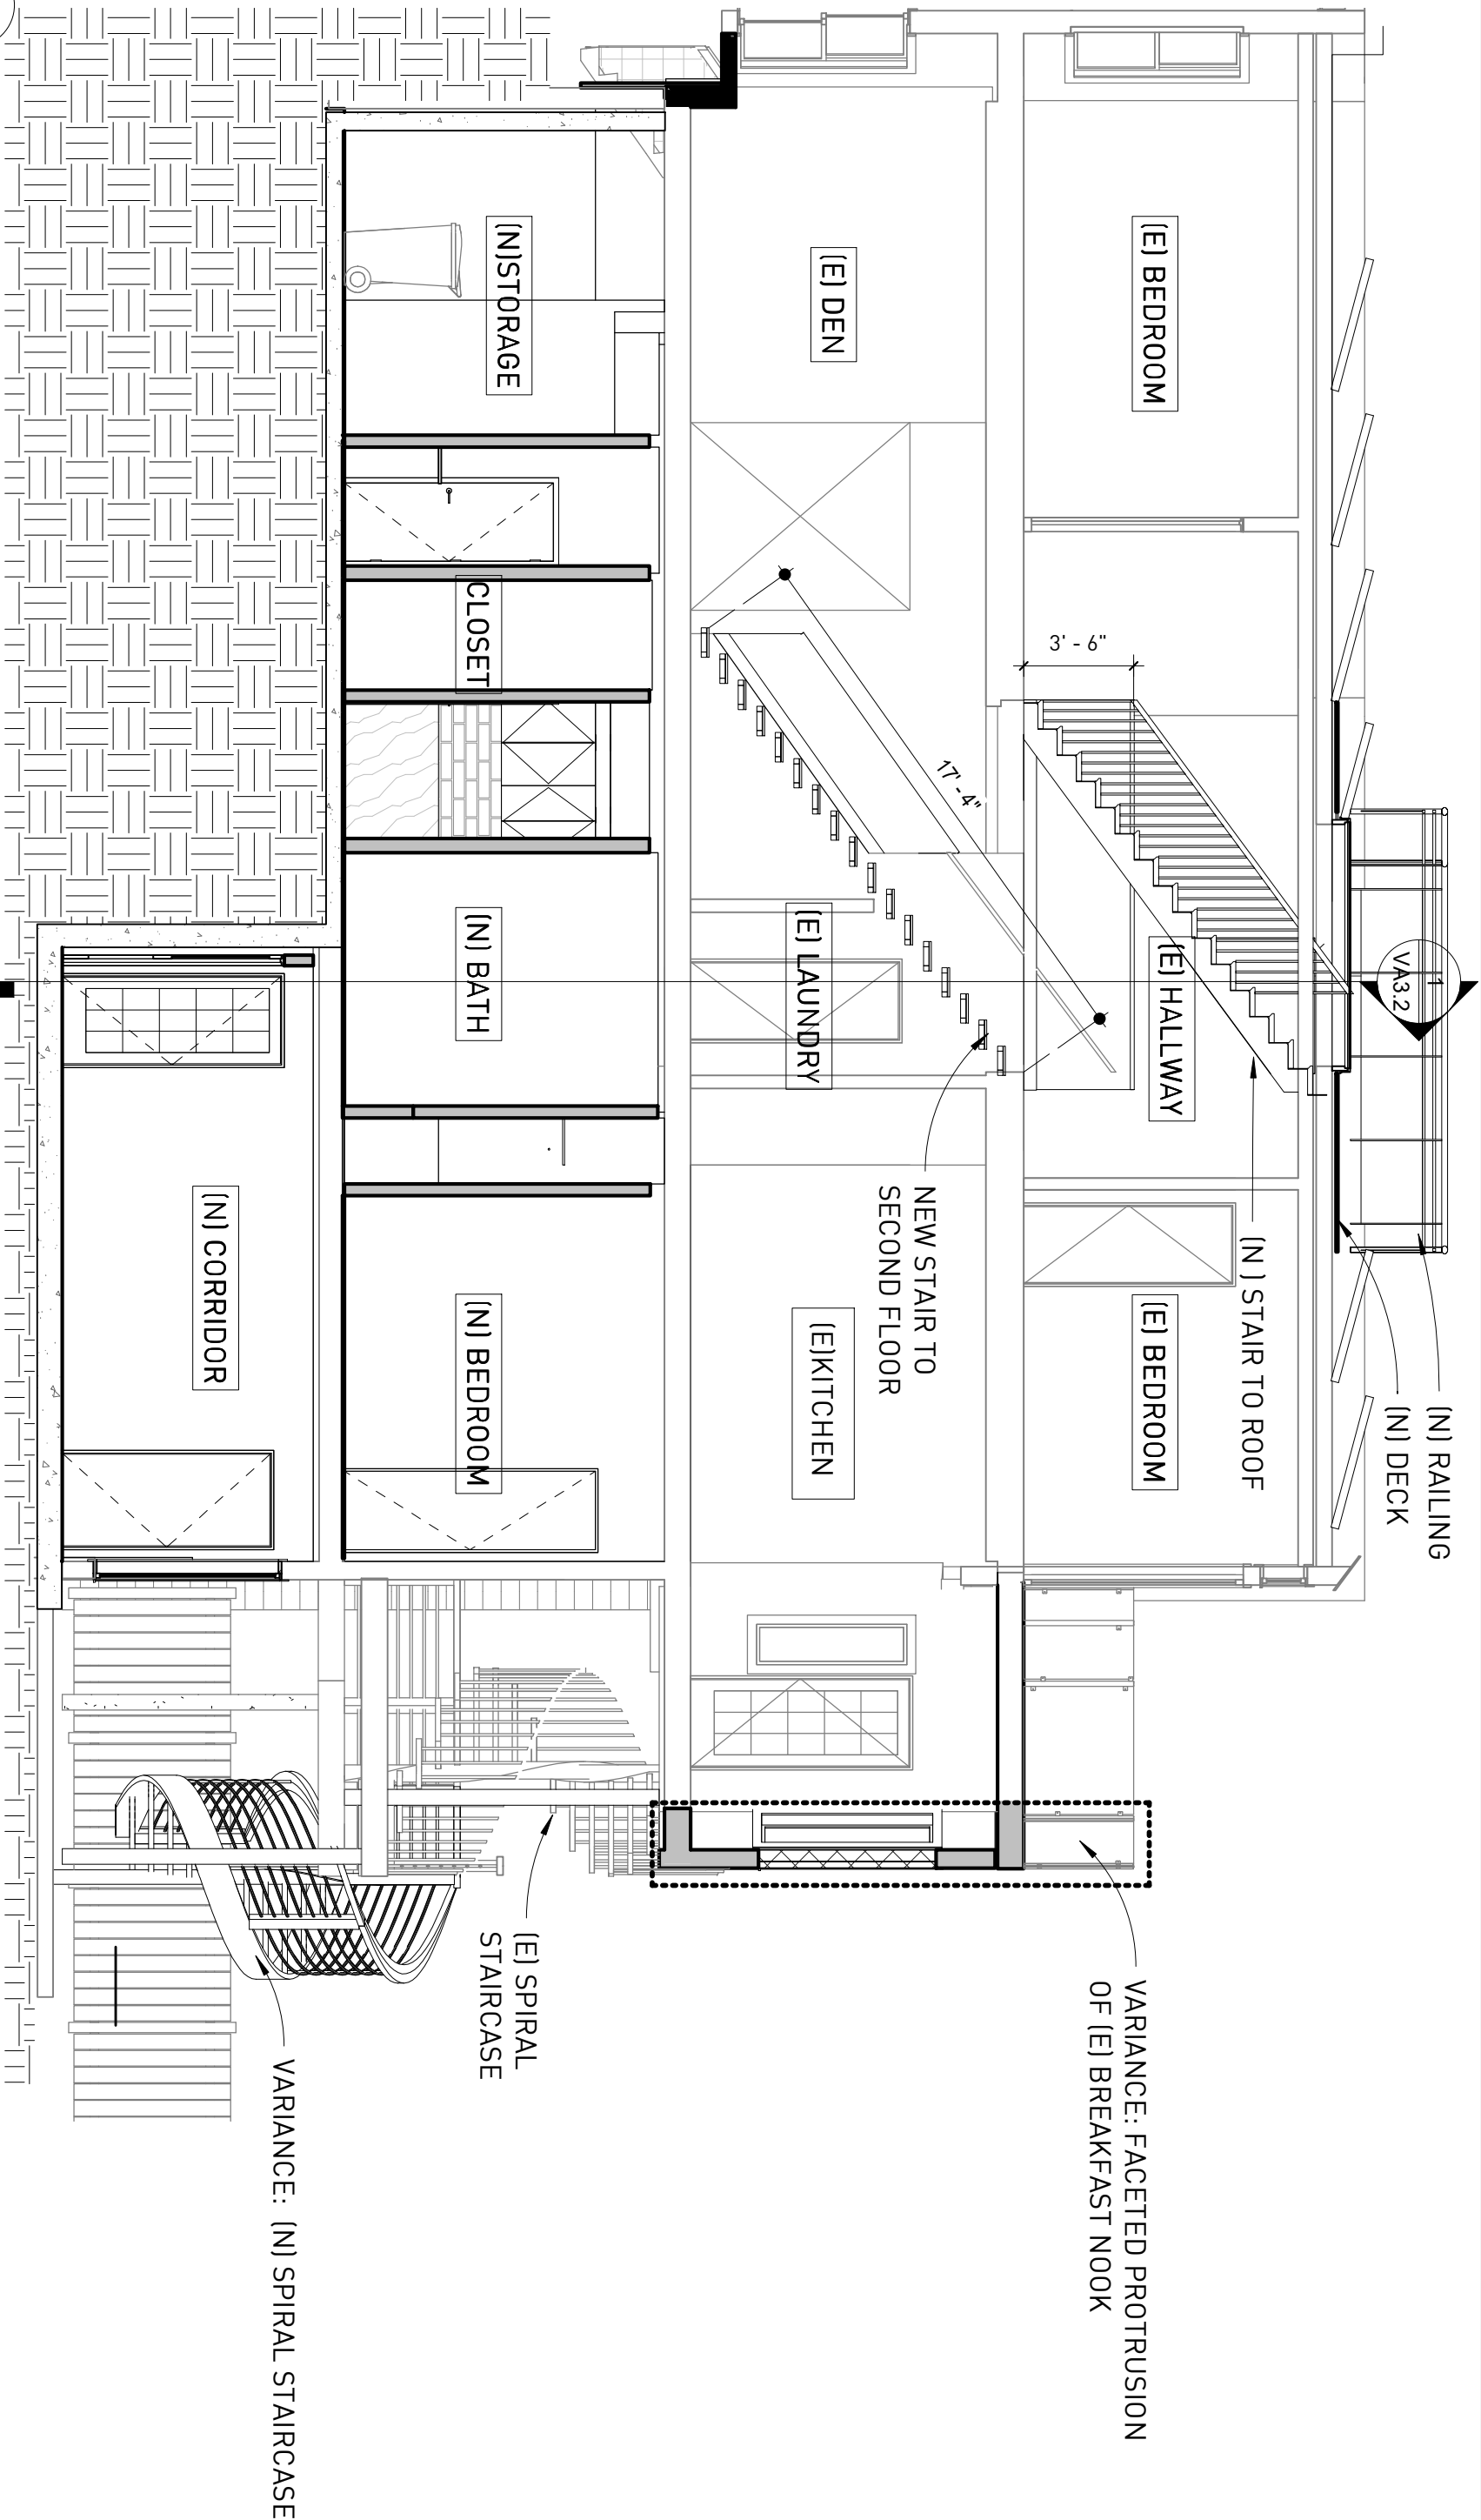 (N) RAILING
(N) DECK
1
VA3.2
(N ) STAIR TO ROOF
(E) BEDROOM
3' - 6"
(E) HALLWAY
(E) BEDROOM
VARIANCE: FACETED PROTRUSION
OF (E) BREAKFAST NOOK
17' - 4"
NEW STAIR TO
SECOND FLOOR
(E) DEN
(E) LAUNDRY
(E)KITCHEN
(E) SPIRAL
STAIRCASE
(N)STORAGE
CLOSET
(N) BATH
(N) BEDROOM
VARIANCE: (N) SPIRAL STAIRCASE
(N) CORRIDOR